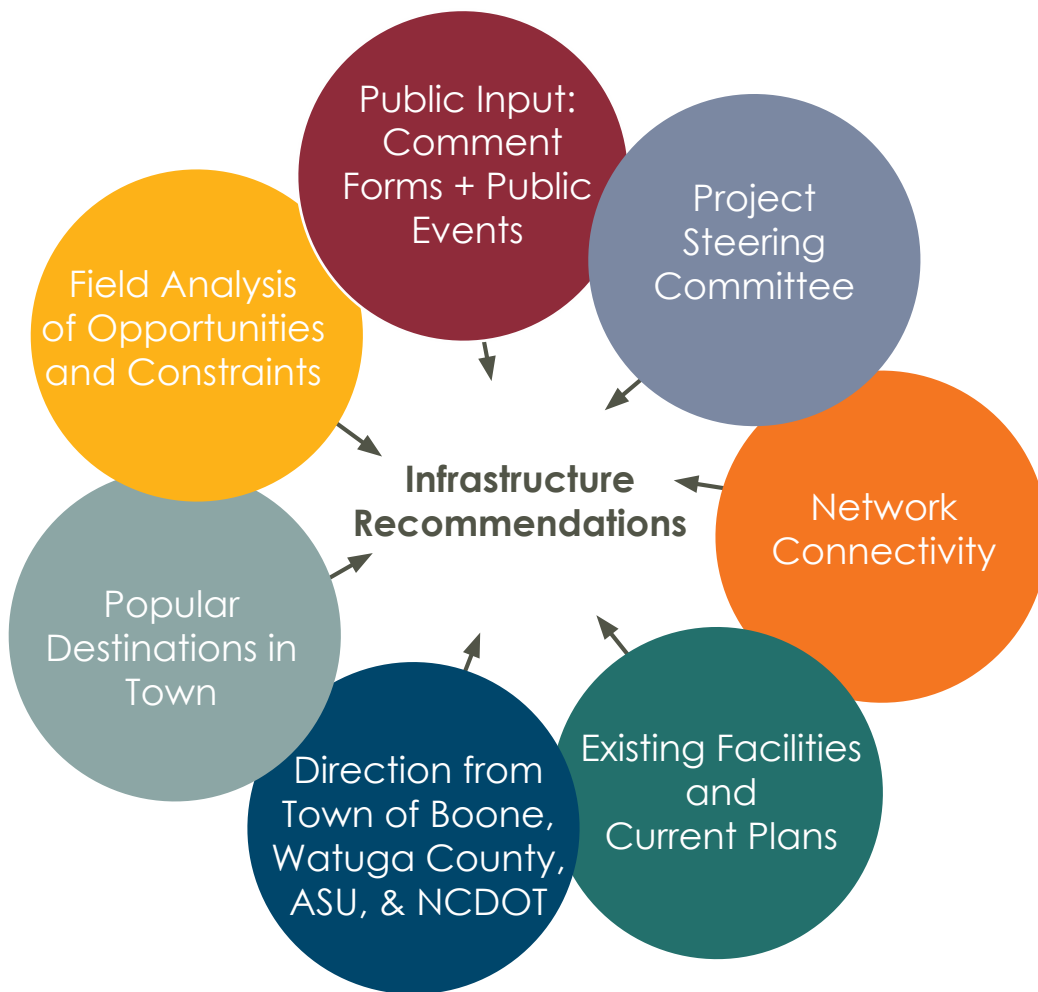 Public Input:
Comment
Forms + Public
Events
Project
Steering
Committee
Network
Connectivity
Existing Facilities
and
Current Plans
Direction from
Town of Boone,
Watuga County,
ASU, & NCDOT
Popular
Destinations in
Town
Field Analysis
of Opportunities
and Constraints
Infrastructure
Recommendations